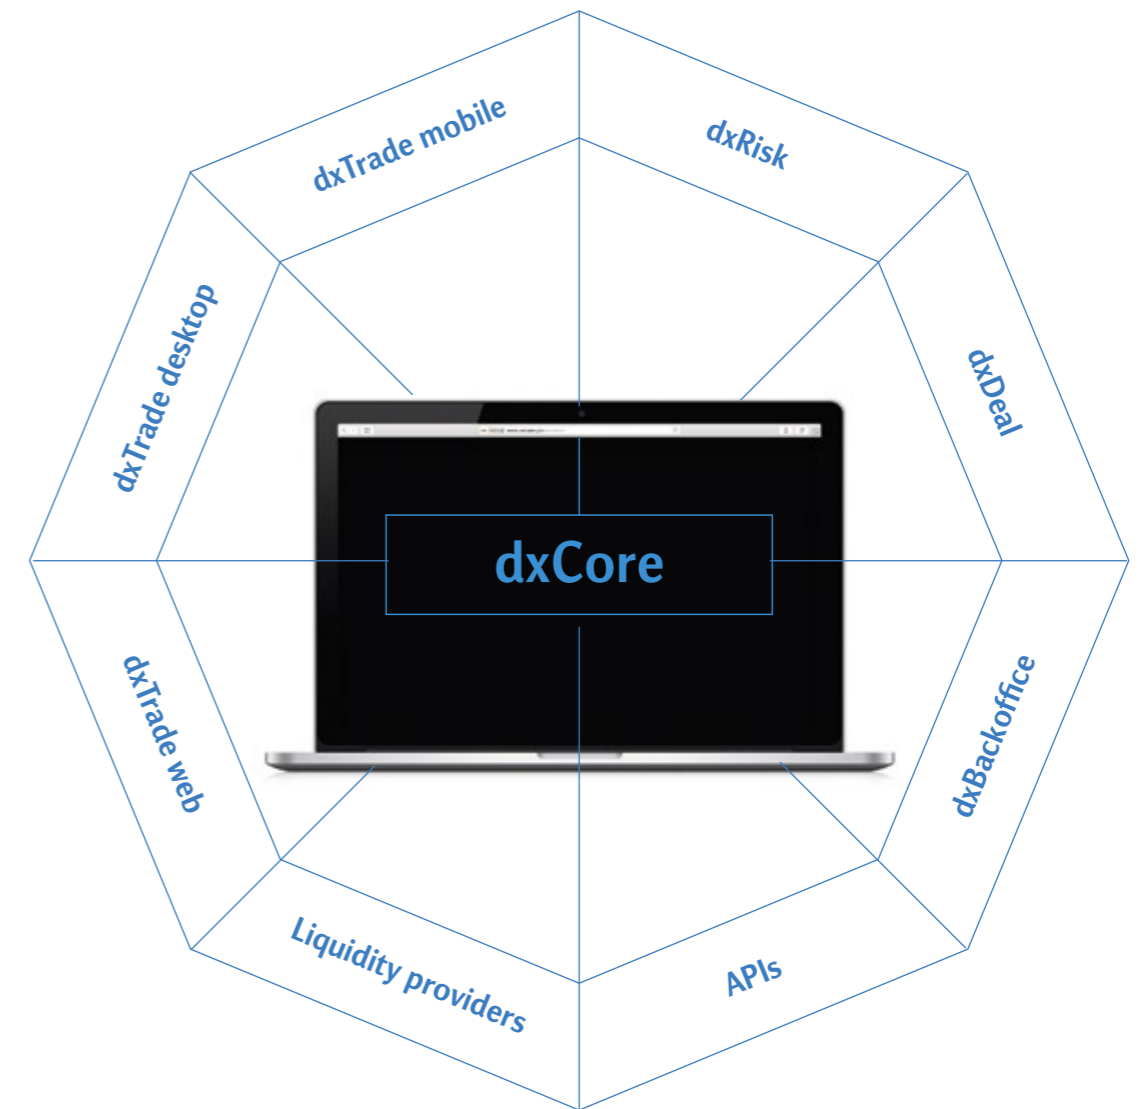 dxTrade mobile
dxRisk
dxTrade desktop
dxDeal
dxCore
dxTrade web
dxBackoffice
Liquidity providers
APIs